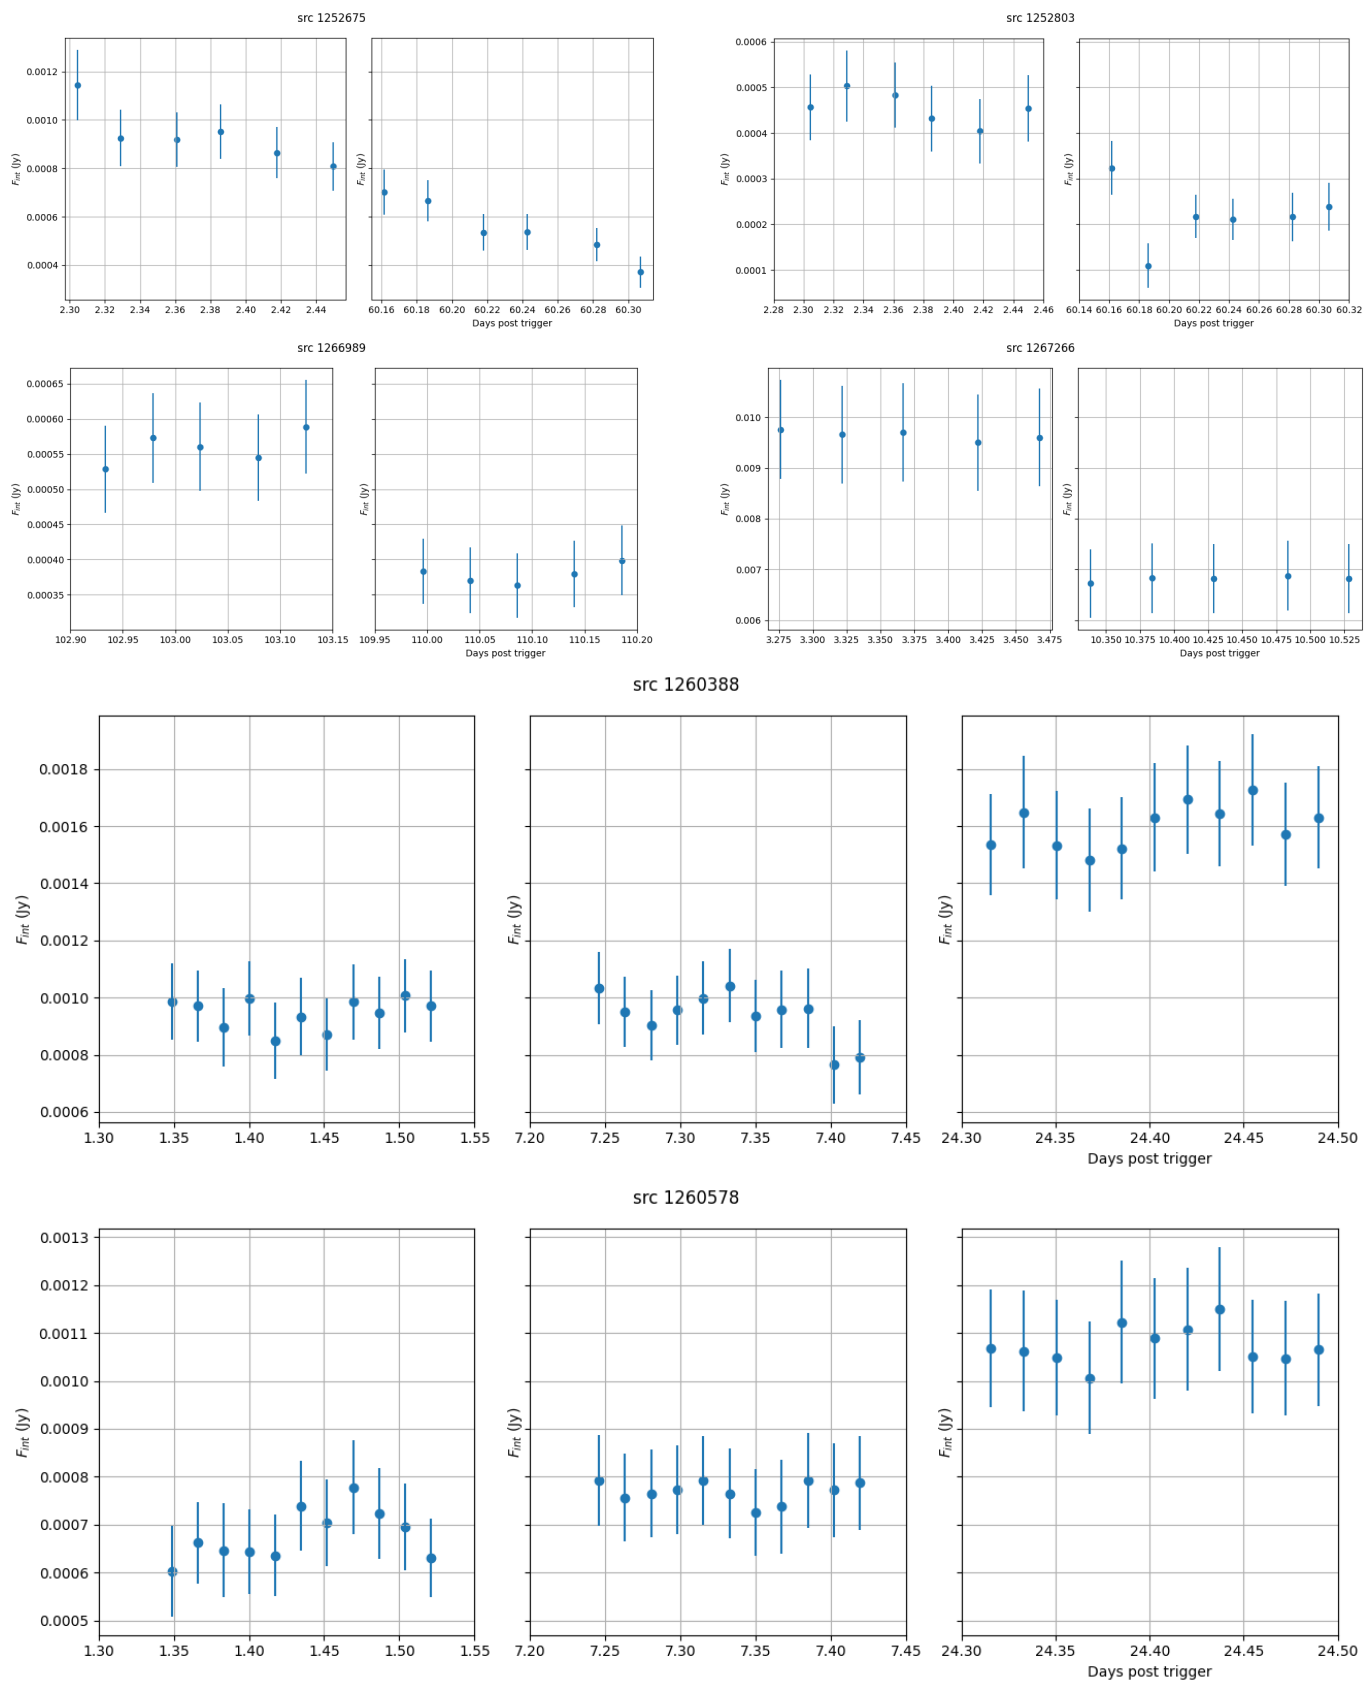 src 1252675
0.0012
0.0010
0.0008
0.0006
0.0004
F_int (Jy)
F_int (Jy)
2.30 2.32 2.34 2.36 2.38 2.40 2.42 2.44
60.16 60.18 60.20 60.22 60.24 60.26 60.28 60.30
Days post trigger
src 1252803
0.0006
0.0005
0.0004
0.0003
0.0002
0.0001
F_int (Jy)
F_int (Jy)
2.28 2.30 2.32 2.34 2.36 2.38 2.40 2.42 2.44 2.46
60.14 60.16 60.18 60.20 60.22 60.24 60.26 60.28 60.30 60.32
Days post trigger
src 1266989
0.00065
0.00060
0.00055
0.00050
0.00045
0.00040
0.00035
F_int (Jy)
F_int (Jy)
102.90 102.95 103.00 103.05 103.10 103.15
109.95 110.00 110.05 110.10 110.15 110.20
Days post trigger
src 1267266
0.010
0.009
0.008
0.007
0.006
F_int (Jy)
F_int (Jy)
3.275 3.300 3.325 3.350 3.375 3.400 3.425 3.450 3.475
10.350 10.375 10.400 10.425 10.450 10.475 10.500 10.525
Days post trigger
src 1260388
0.0018
0.0016
0.0014
0.0012
0.0010
0.0008
0.0006
F_int (Jy)
F_int (Jy)
F_int (Jy)
1.30 1.35 1.40 1.45 1.50 1.55
7.20 7.25 7.30 7.35 7.40 7.45
24.30 24.35 24.40 24.45 24.50
Days post trigger
src 1260578
0.0013
0.0012
0.0011
0.0010
0.0009
0.0008
0.0007
0.0006
0.0005
F_int (Jy)
F_int (Jy)
F_int (Jy)
1.30 1.35 1.40 1.45 1.50 1.55
7.20 7.25 7.30 7.35 7.40 7.45
24.30 24.35 24.40 24.45 24.50
Days post trigger